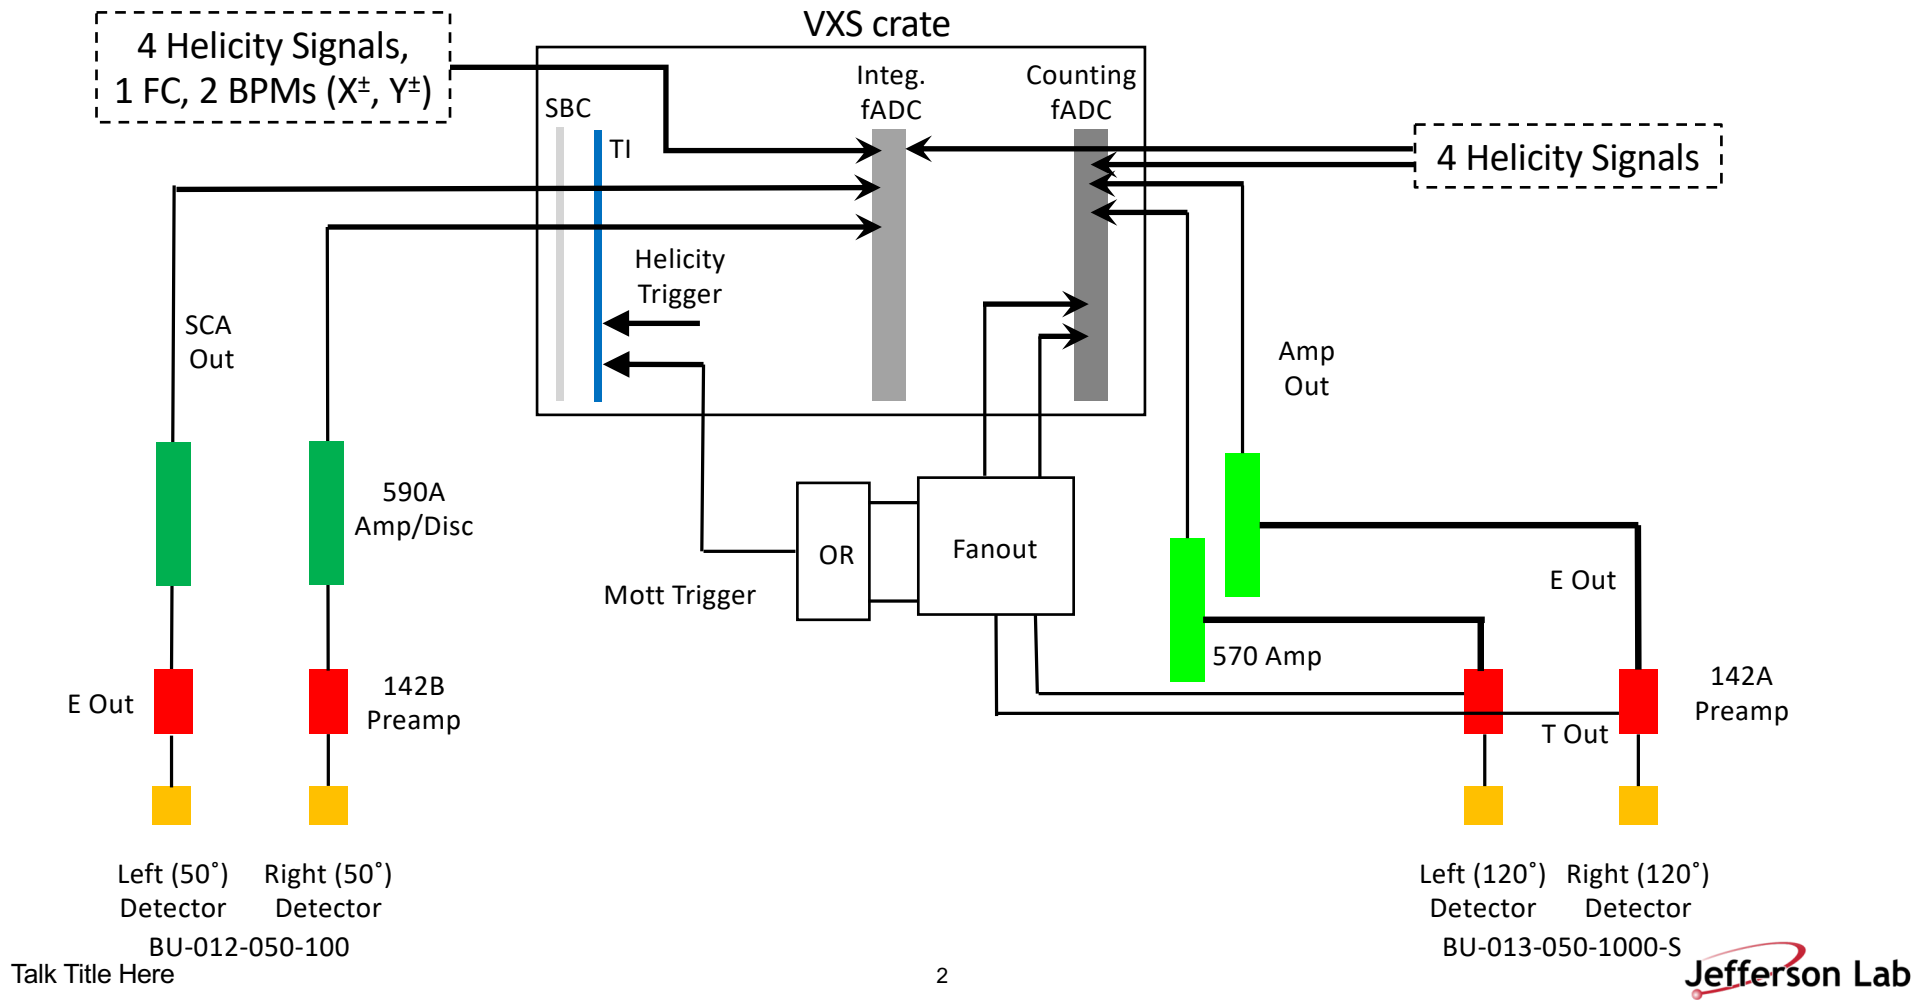 VXS crate
4 Helicity Signals,
1 FC, 2 BPMs (X±, Y±)
Integ.
fADC
Counting
fADC
SBC
TI
4 Helicity Signals
Helicity
Trigger
SCA
Out
Amp
Out
590A
Amp/Disc
OR
Fanout
Mott Trigger
E Out
570 Amp
E Out
142B
Preamp
142A
Preamp
T Out
Left (50˚)
Detector
Right (50˚)
Detector
BU-012-050-100
Left (120˚)
Detector
Right (120˚)
Detector
BU-013-050-1000-S
Talk Title Here
2
Jefferson Lab